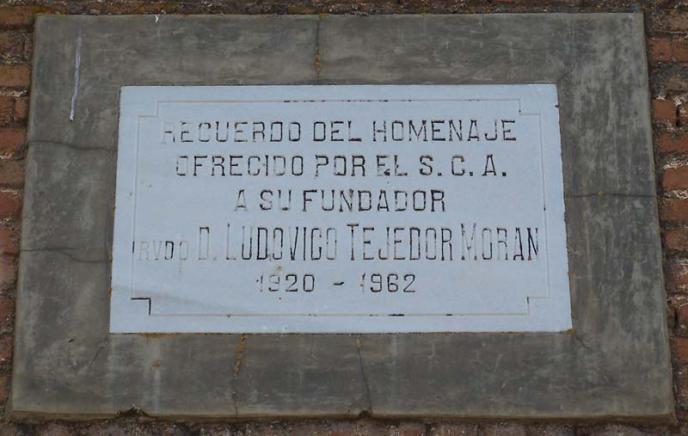 RECUERDO DEL HOMENAJE
OFRECIDO POR EL S.C.A.
A SU FUNDADOR
RVDO D. LUDOVICO TEJEDOR MORAN
1920 - 1962